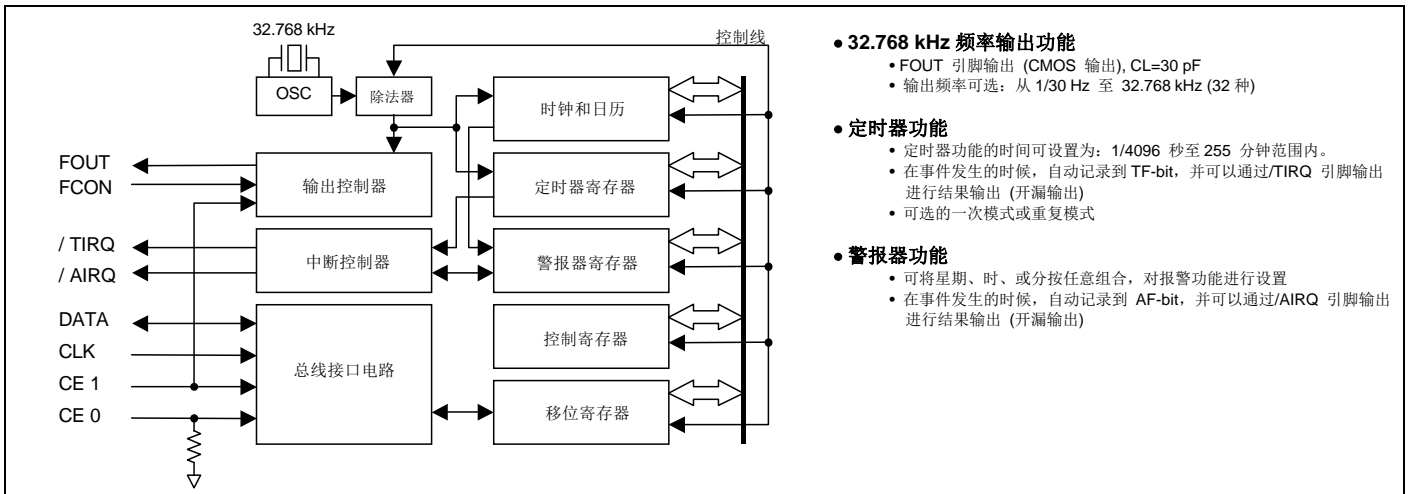 32.768 kHz
控制线
OSC
除法器
时钟和日历
FOUT
FCON
输出控制器
定时器寄存器
/ TIRQ
/ AIRQ
中断控制器
警报器寄存器
DATA
CLK
CE 1
CE 0
总线接口电路
控制寄存器
移位寄存器
● 32.768 kHz 频率输出功能
• FOUT 引脚输出 (CMOS 输出), CL=30 pF
• 输出频率可选：从 1/30 Hz 至 32.768 kHz (32 种)
● 定时器功能
• 定时器功能的时间可设置为：1/4096 秒至 255 分钟范围内。
• 在事件发生的时候，自动记录到 TF-bit，并可以通过/TIRQ 引脚输出
进行结果输出 (开漏输出)
• 可选的一次模式或重复模式
● 警报器功能
• 可将星期、时、或分按任意组合，对报警功能进行设置
• 在事件发生的时候，自动记录到 AF-bit，并可以通过/AIRQ 引脚输出
进行结果输出 (开漏输出)